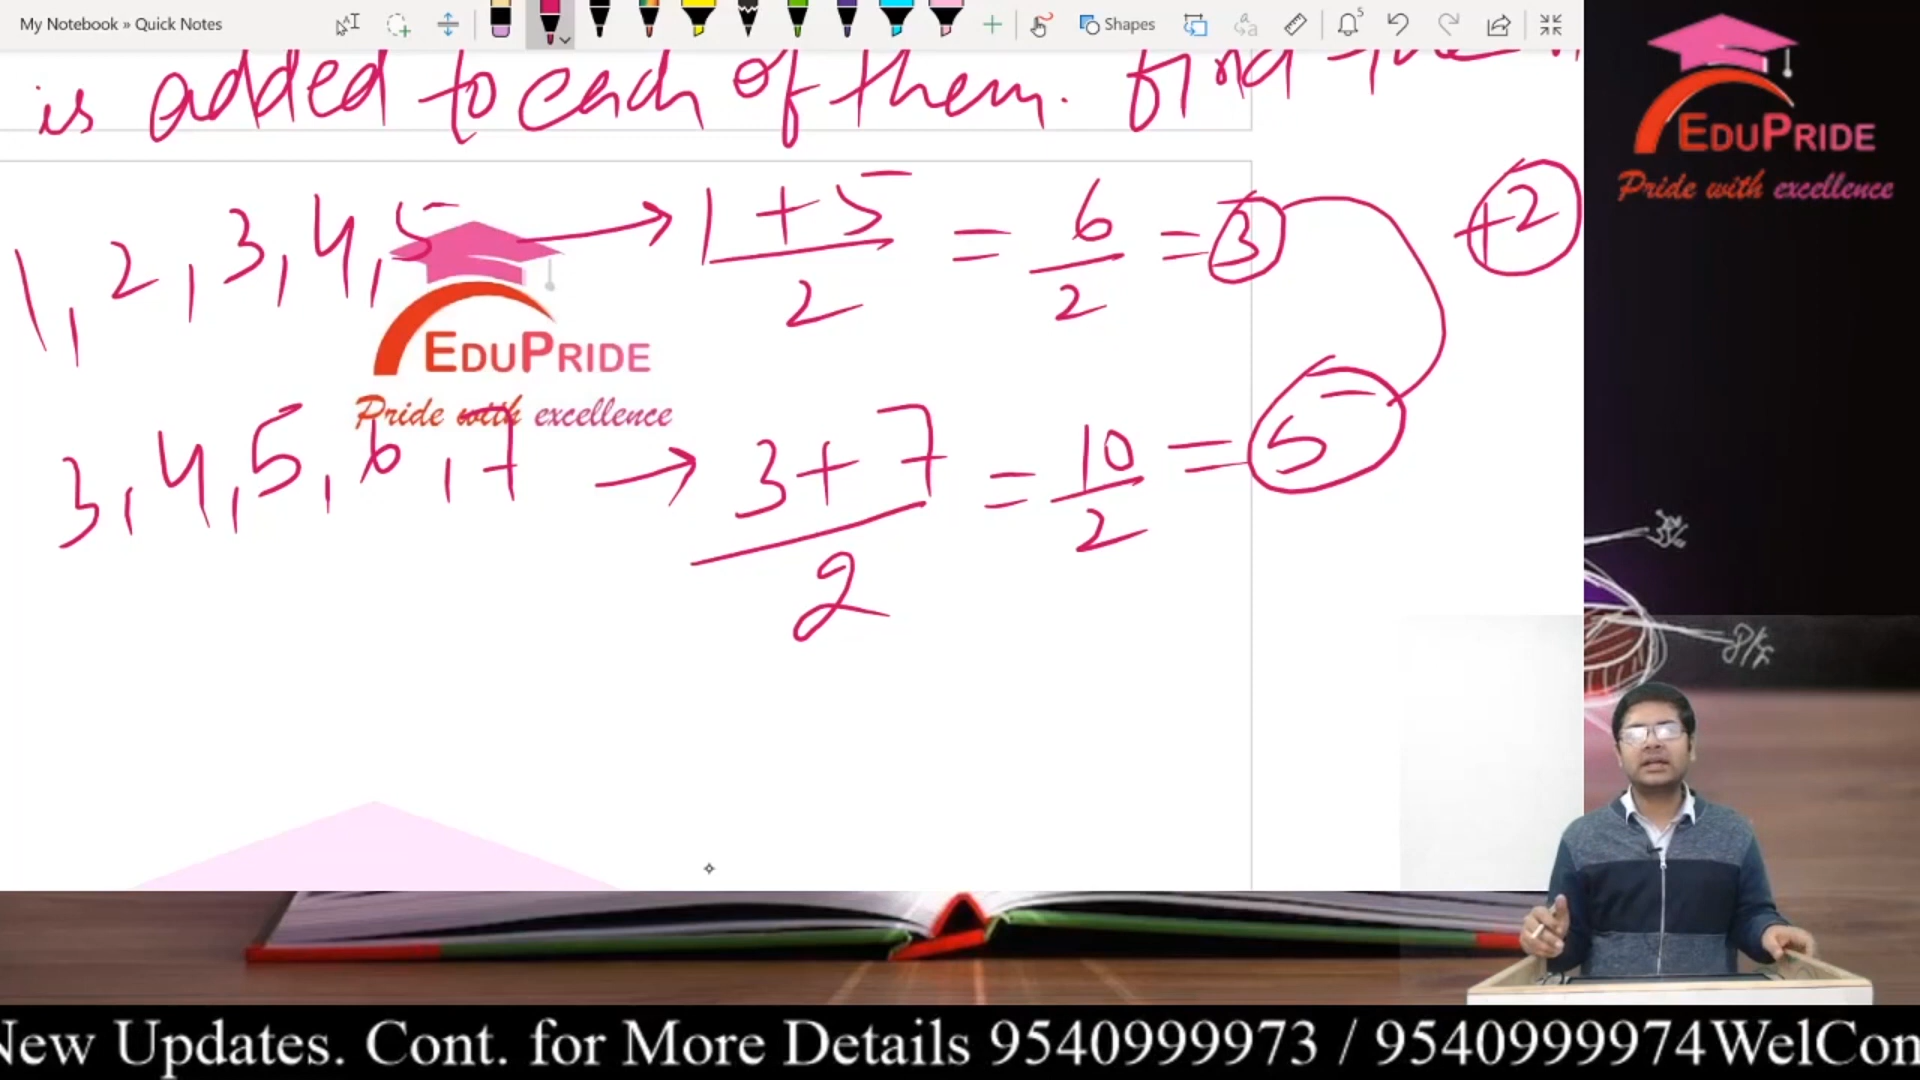 My Notebook » Quick Notes
Shapes
5
is added to each of them. find the
1, 2, 3, 4, 5 → 1 + 5 / 2 = 6 / 2 = 3
+2
EDUPRIDE
Pride with excellence
3, 4, 5, 6, 7 → 3 + 7 / 2 = 10 / 2 = 5
EDUPRIDE
Pride with excellence
New Updates. Cont. for More Details 9540999973 / 9540999974WelCon